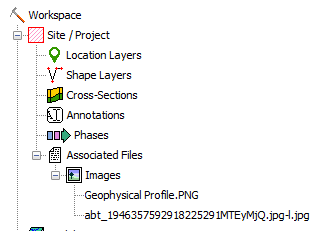 Workspace
Site / Project
Location Layers
Shape Layers
Cross-Sections
Annotations
Phases
Associated Files
Images
Geophysical Profile.PNG
abt_1946357592918225291MTEyMjQ.jpg-l.jpg